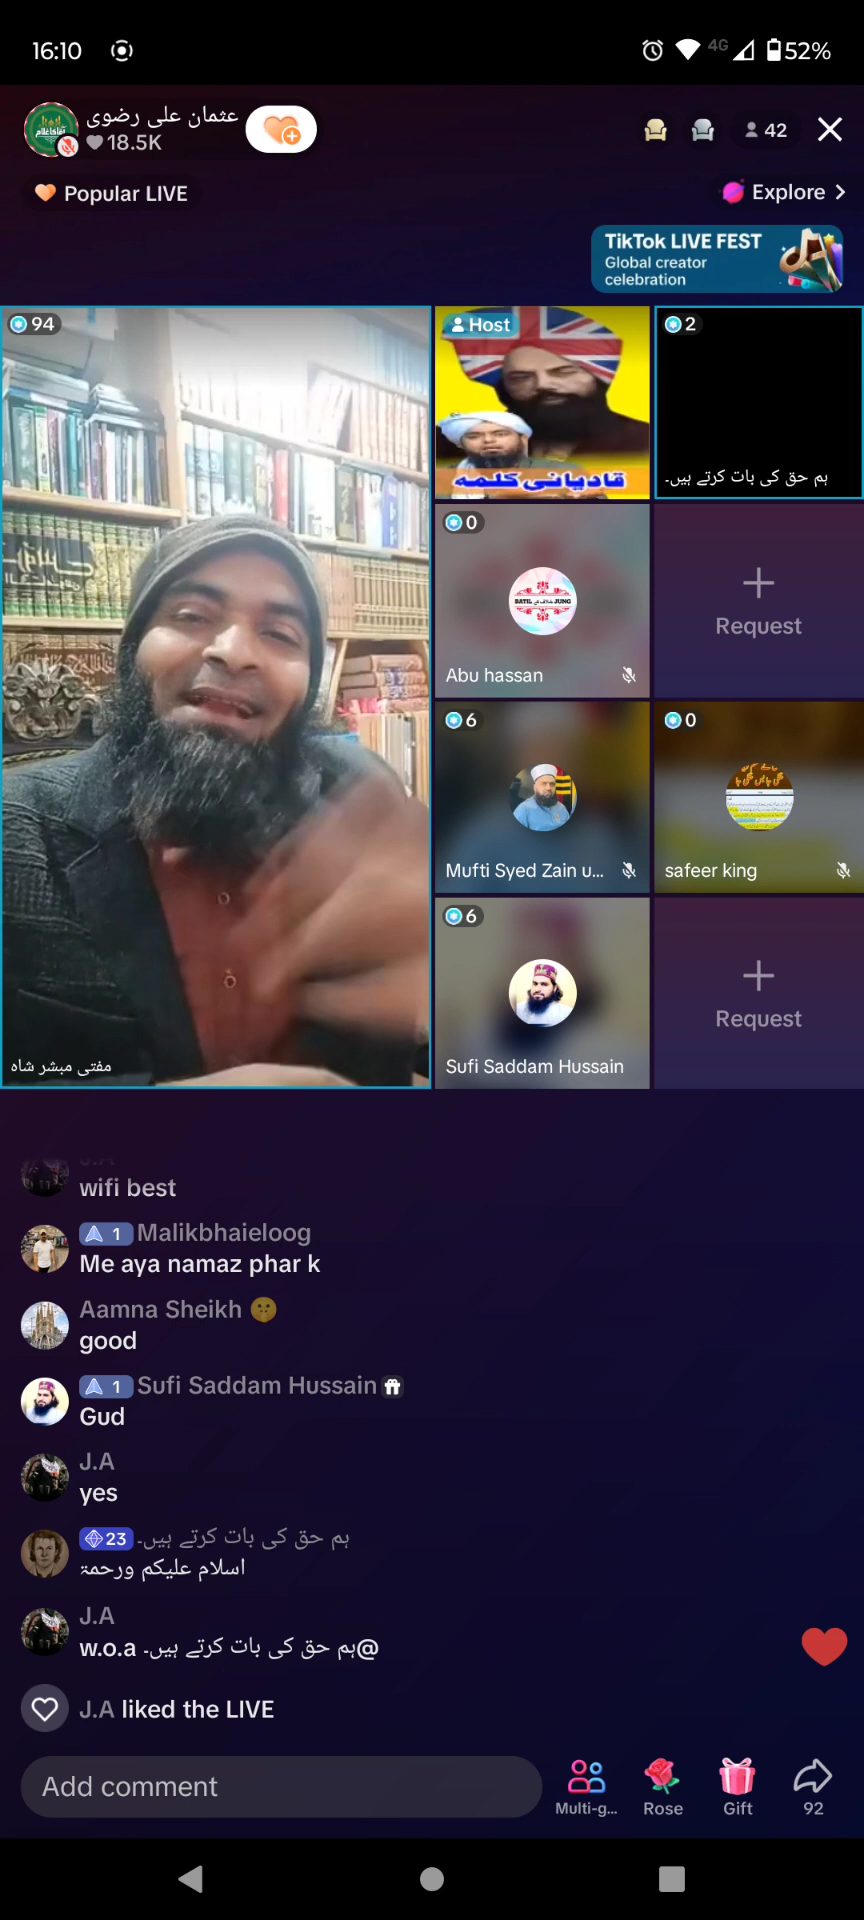 16:10
4G
52%
عثمان علی رضوی
18.5K
42
Popular LIVE
Explore
TikTok LIVE FEST
Global creator
celebration
94
Host
قادیانی کلمہ
2
ہم حق کی بات کرتے ہیں۔
0
BATIL JUNG
Abu hassan
Request
6
Mufti Syed Zain u...
0
safeer king
6
Sufi Saddam Hussain
Request
مفتی مبشر شاہ
J.A
wifi best
1 Malikbhaieloog
Me aya namaz phar k
Aamna Sheikh 🤫
good
1 Sufi Saddam Hussain
Gud
J.A
yes
23 ہم حق کی بات کرتے ہیں۔
اسلام علیکم ورحمۃ
J.A
w.o.a ہم حق کی بات کرتے ہیں۔@
J.A liked the LIVE
Add comment
Multi-g...
Rose
Gift
92